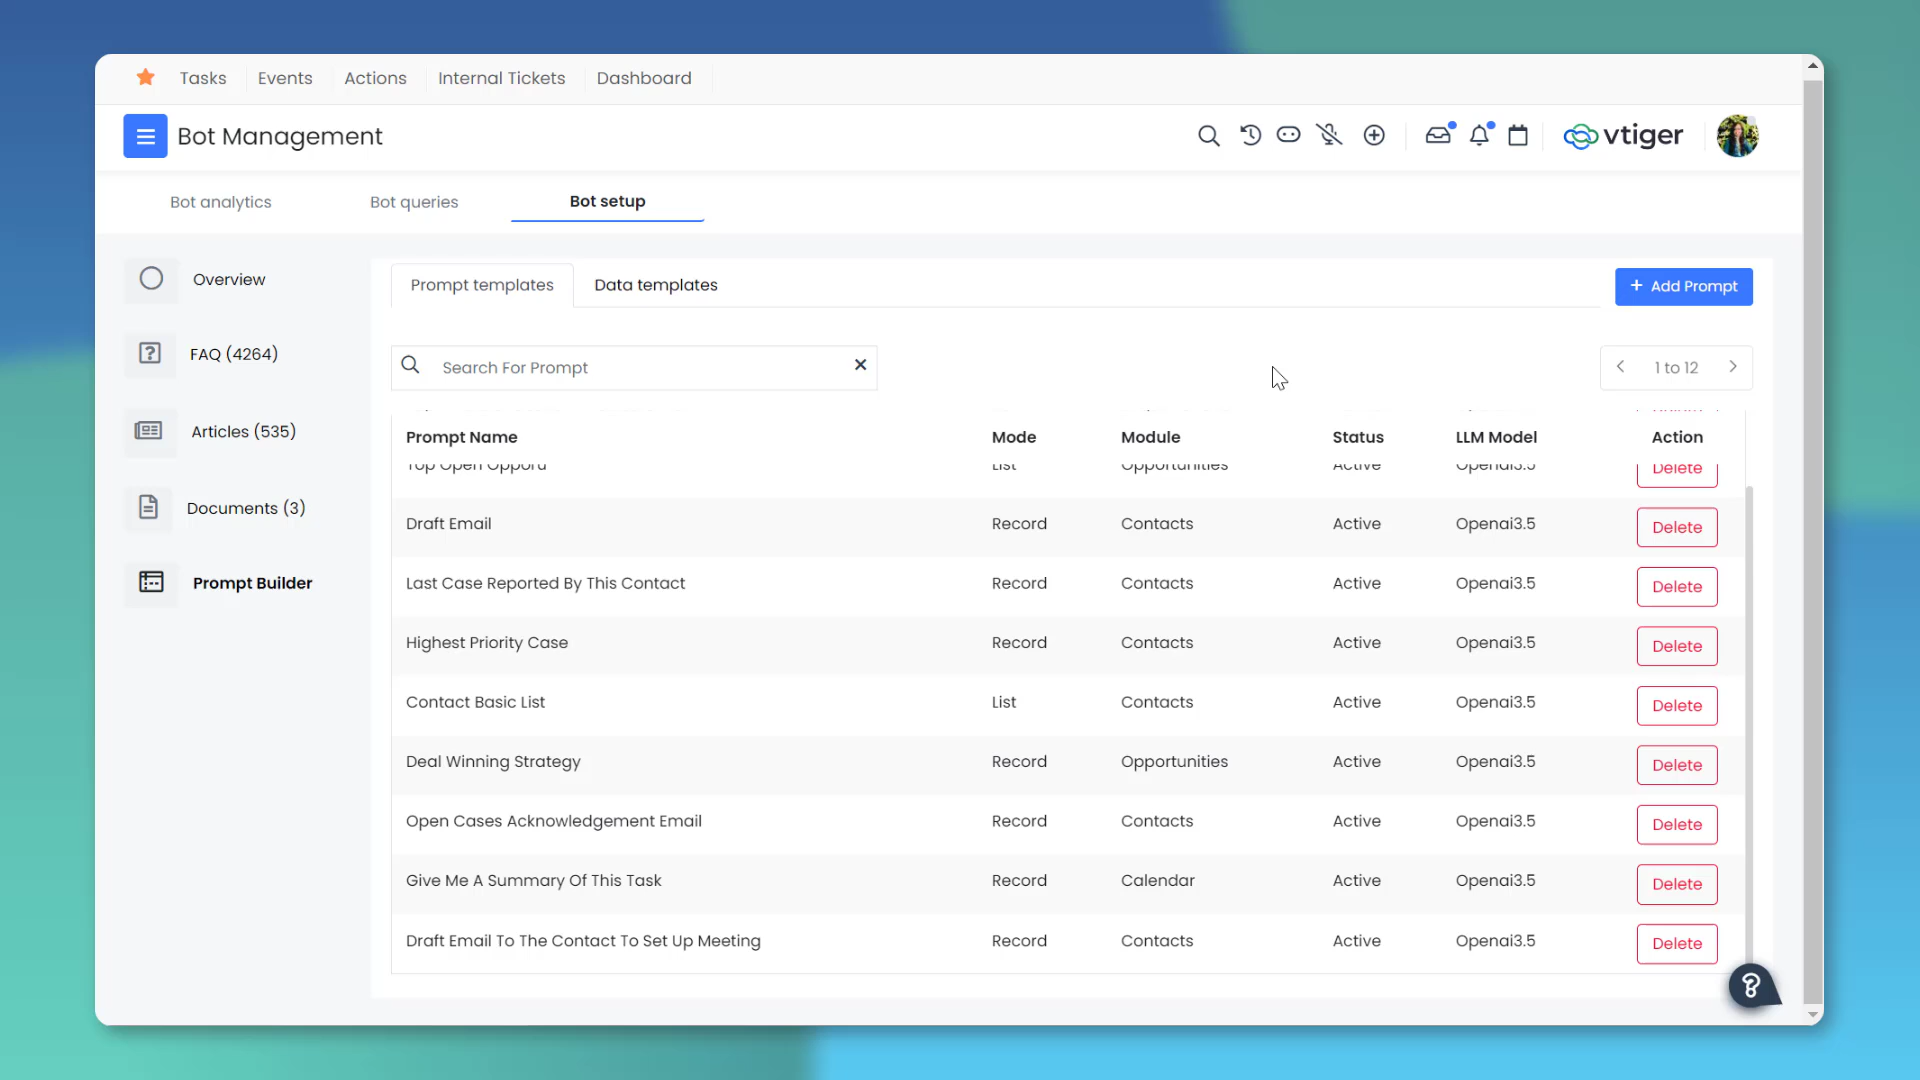 Tasks Events Actions Internal Tickets Dashboard
Bot Management
vtiger
Bot analytics Bot queries Bot setup
Overview
FAQ (4264)
Articles (535)
Documents (3)
Prompt Builder
Prompt templates Data templates
+ Add Prompt
Search For Prompt
1 to 12
Prompt Name Mode Module Status LLM Model Action
Top Open Opporu List Opportunities Active Openai3.5 Delete
Draft Email Record Contacts Active Openai3.5 Delete
Last Case Reported By This Contact Record Contacts Active Openai3.5 Delete
Highest Priority Case Record Contacts Active Openai3.5 Delete
Contact Basic List List Contacts Active Openai3.5 Delete
Deal Winning Strategy Record Opportunities Active Openai3.5 Delete
Open Cases Acknowledgement Email Record Contacts Active Openai3.5 Delete
Give Me A Summary Of This Task Record Calendar Active Openai3.5 Delete
Draft Email To The Contact To Set Up Meeting Record Contacts Active Openai3.5 Delete